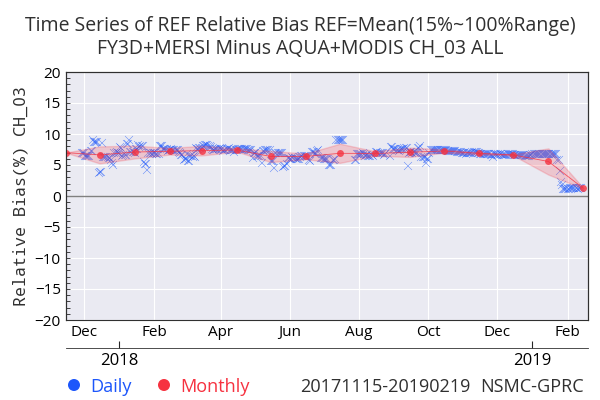 Time Series of REF Relative Bias REF=Mean(15%~100%Range)
FY3D+MERSI Minus AQUA+MODIS CH_03 ALL
Relative Bias(%) CH_03
20
15
10
5
0
−5
−10
−15
−20
Dec Feb Apr Jun Aug Oct Dec Feb
2018 2019
Daily Monthly 20171115-20190219 NSMC-GPRC